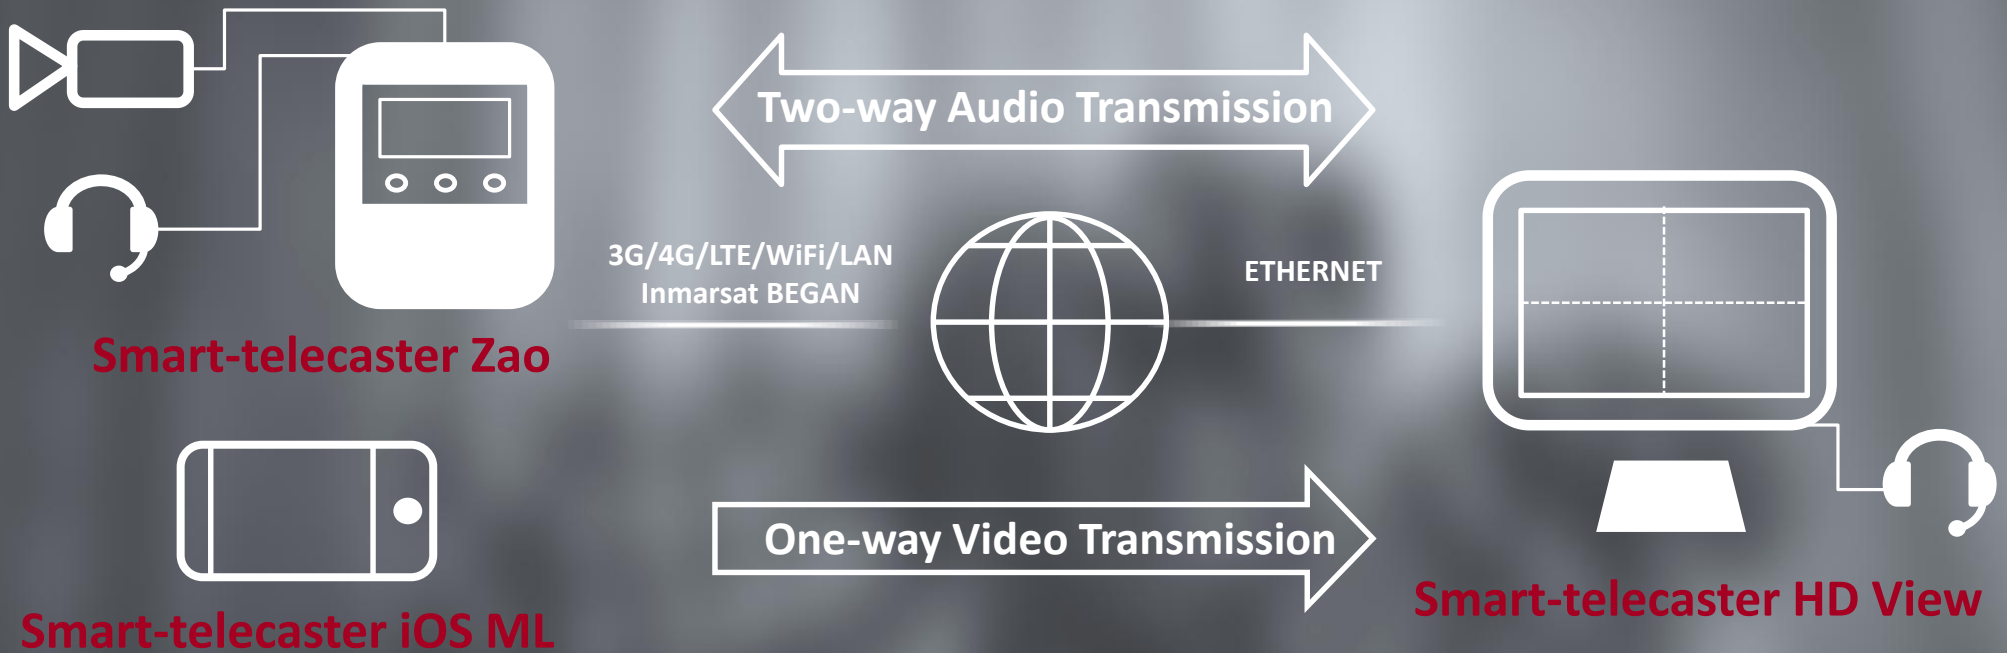 Two-way Audio Transmission
3G/4G/LTE/WiFi/LAN
Inmarsat BEGAN
ETHERNET
Smart-telecaster Zao
One-way Video Transmission
Smart-telecaster HD View
Smart-telecaster iOS ML